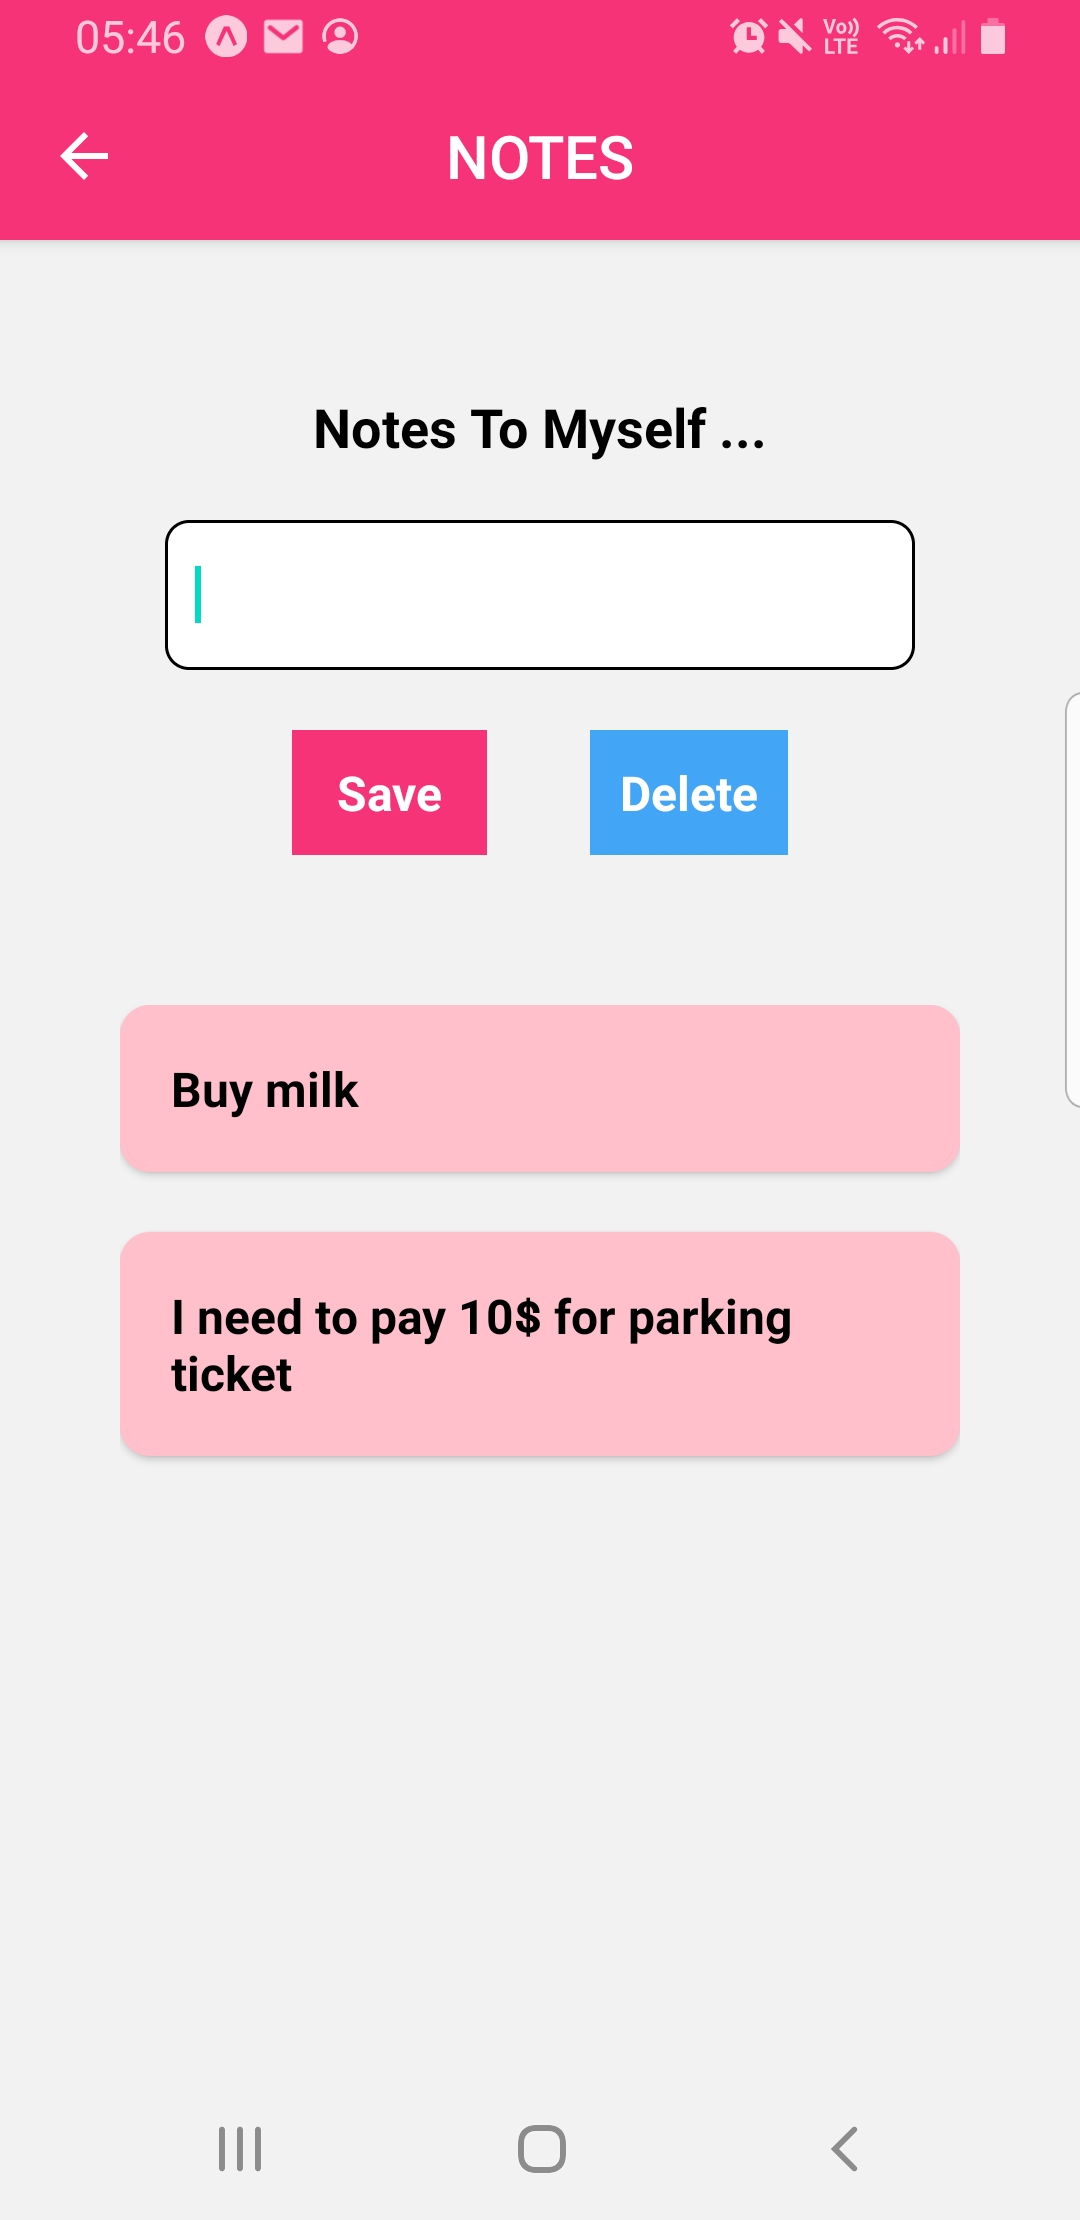 05:46 Vo)) LTE
NOTES
Notes To Myself ...
Save Delete
Buy milk
I need to pay 10$ for parking
ticket